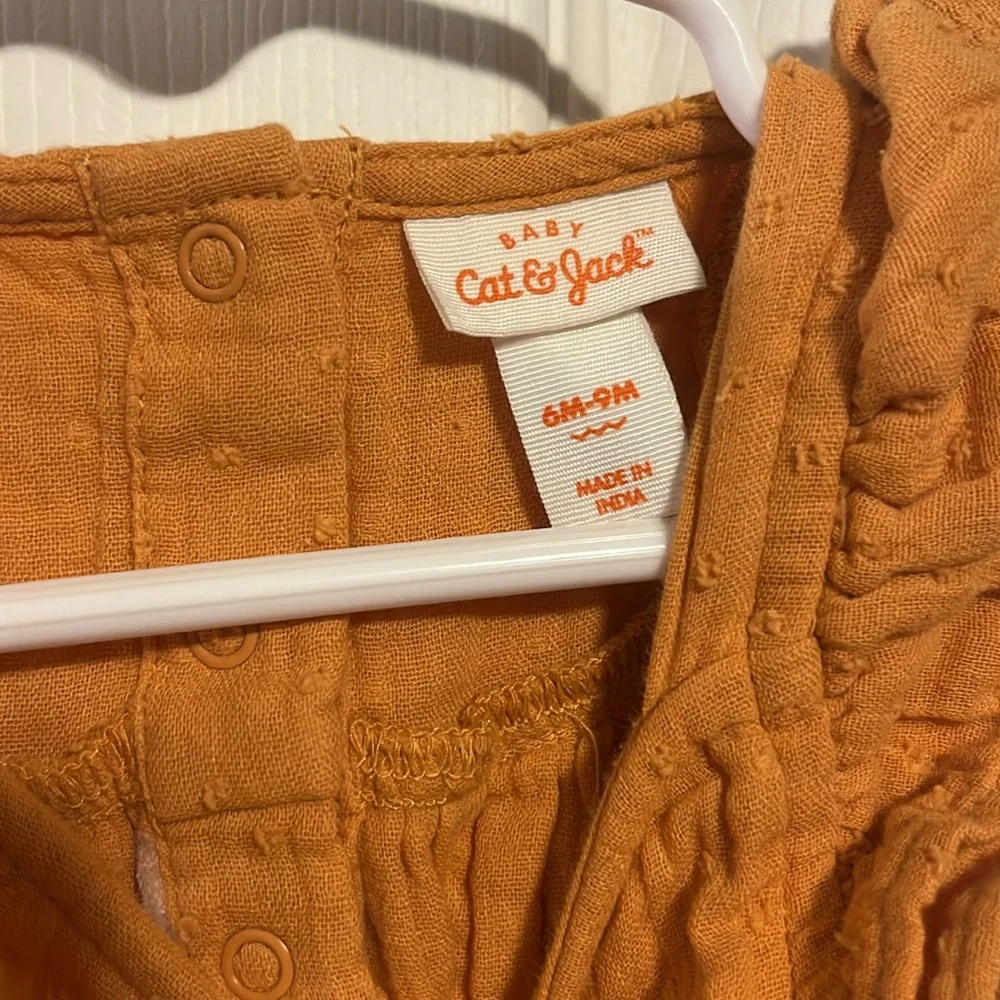 BABY
Cat & Jack™
6M-9M
MADE IN
INDIA